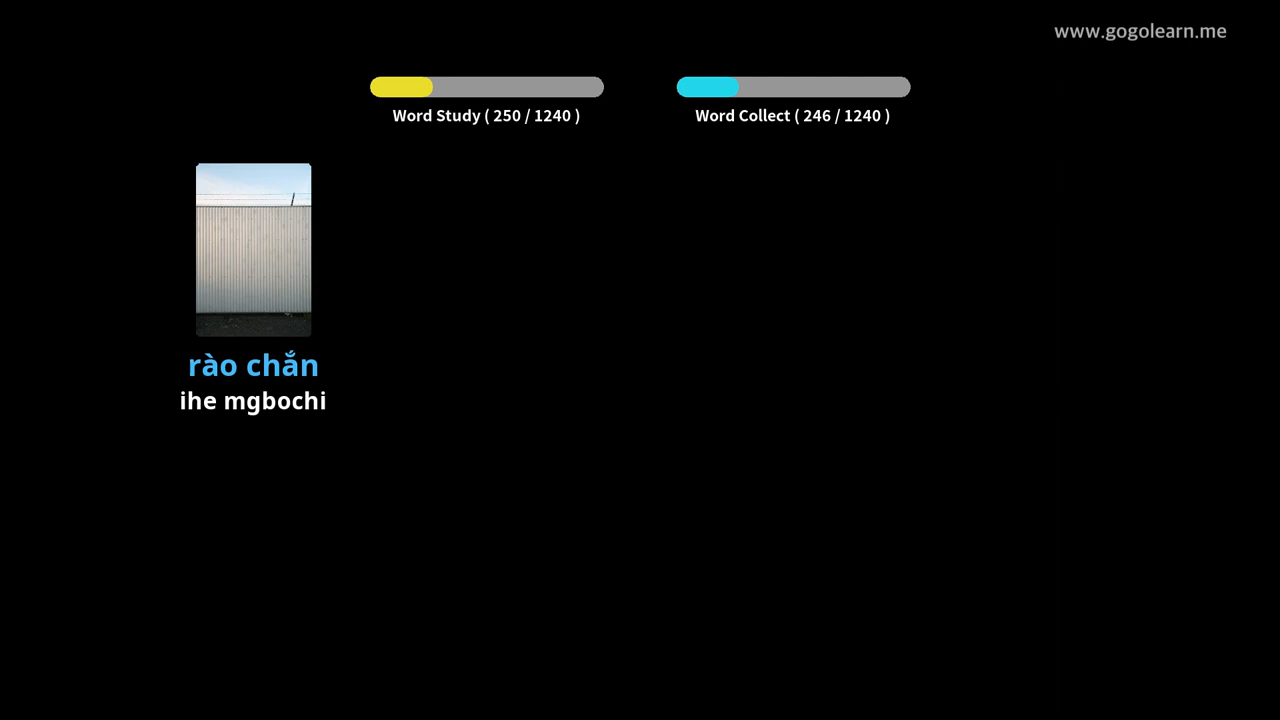 www.gogolearn.me
Word Study ( 250 / 1240 )
Word Collect ( 246 / 1240 )
rào chắn
ihe mgbochi